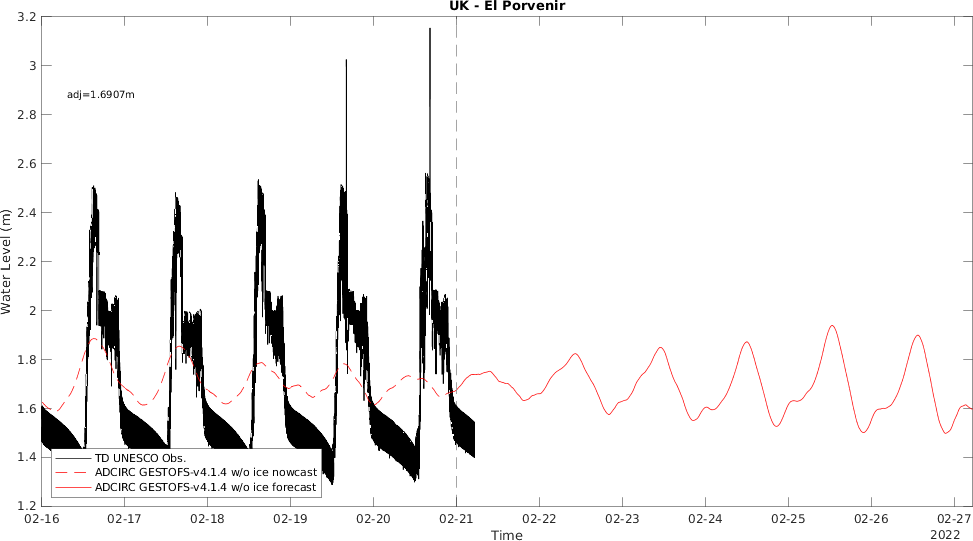 UK - El Porvenir
3.2
3
2.8
2.6
2.4
2.2
2
1.8
1.6
1.4
1.2
Water Level (m)
adj=1.6907m
TD UNESCO Obs.
ADCIRC GESTOFS-v4.1.4 w/o ice nowcast
ADCIRC GESTOFS-v4.1.4 w/o ice forecast
02-16 02-17 02-18 02-19 02-20 02-21 02-22 02-23 02-24 02-25 02-26 02-27
Time
2022